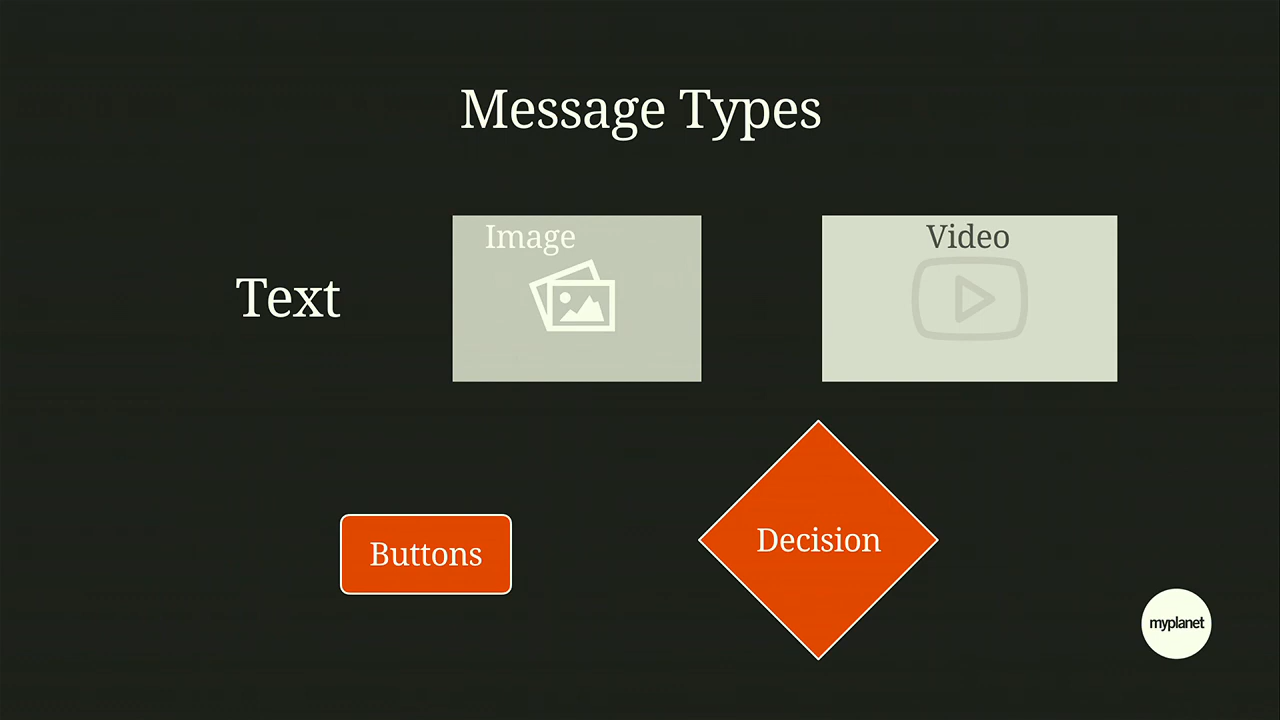 Message Types
Image
Video
Text
Decision
Buttons
myplanet